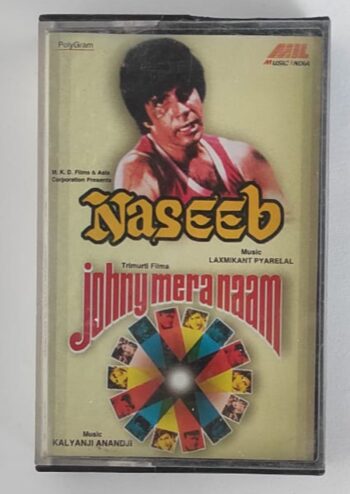 PolyGram
MIL
MUSIC INDIA
M. K. D. Films & Asia
Corporation Presents
Naseeb
Music
LAXMIKANT PYARELAL
Trimurti Films
johny mera naam
Music
KALYANJI ANANDJI